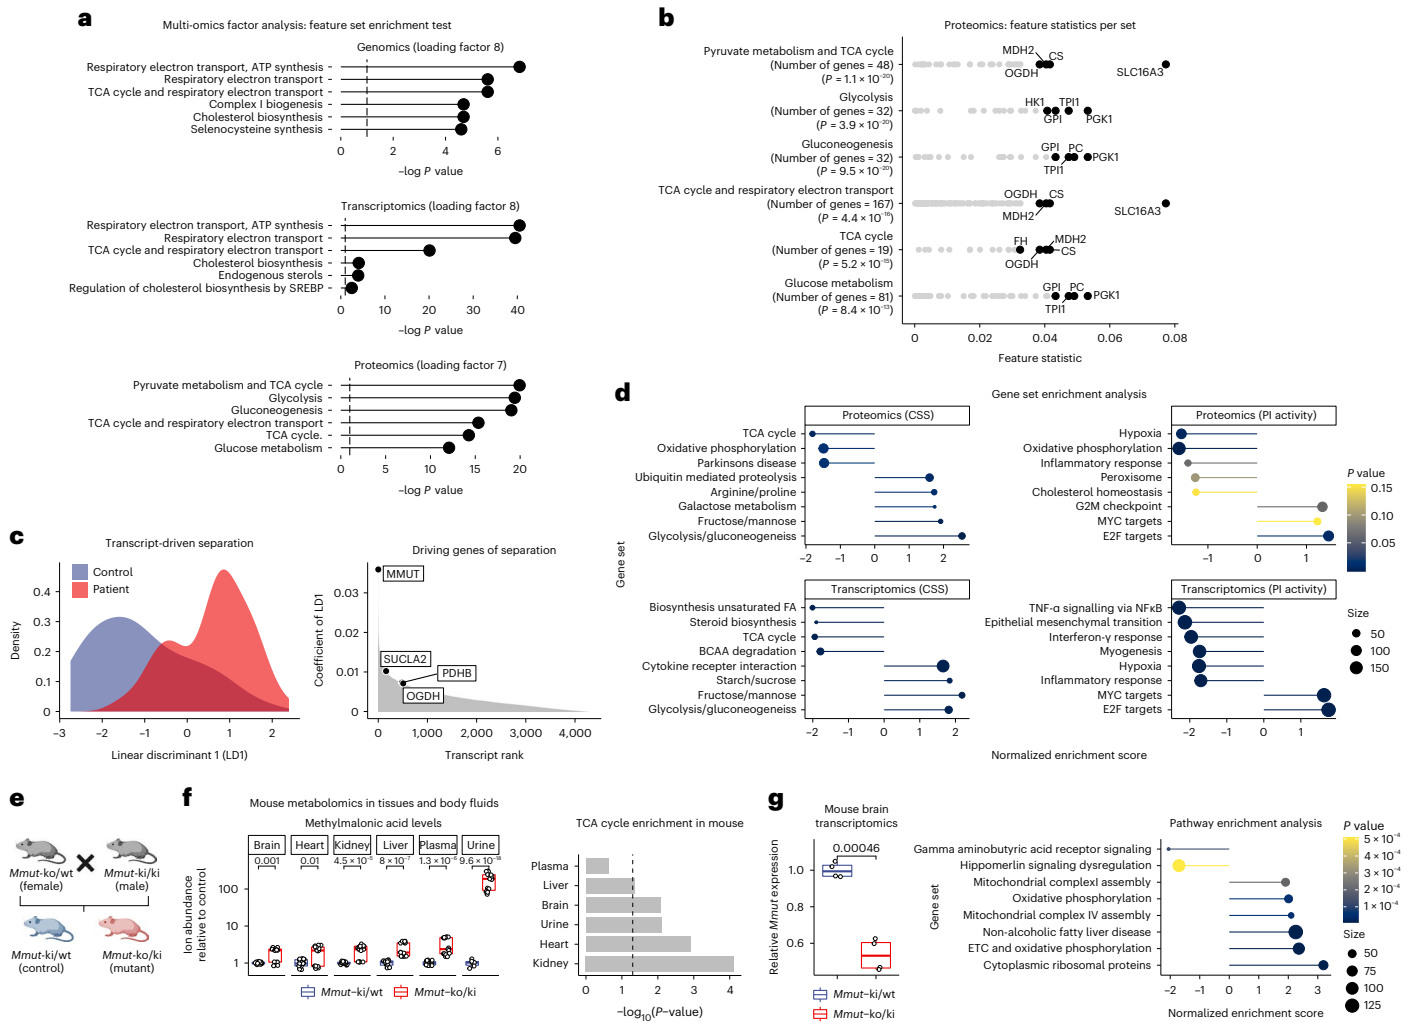 a
Multi-omics factor analysis: feature set enrichment test
Genomics (loading factor 8)
Respiratory electron transport, ATP synthesis
Respiratory electron transport
TCA cycle and respiratory electron transport
Complex I biogenesis
Cholesterol biosynthesis
Selenocysteine synthesis
0 2 4 6
–log P value
Transcriptomics (loading factor 8)
Respiratory electron transport, ATP synthesis
Respiratory electron transport
TCA cycle and respiratory electron transport
Cholesterol biosynthesis
Endogenous sterols
Regulation of cholesterol biosynthesis by SREBP
0 10 20 30 40
–log P value
Proteomics (loading factor 7)
Pyruvate metabolism and TCA cycle
Glycolysis
Gluconeogenesis
TCA cycle and respiratory electron transport
TCA cycle.
Glucose metabolism
0 5 10 15 20
–log P value
b
Proteomics: feature statistics per set
Pyruvate metabolism and TCA cycle
(Number of genes = 48)
(P = 1.1 × 10⁻²⁰)
MDH2
CS
OGDH
SLC16A3
Glycolysis
(Number of genes = 32)
(P = 3.9 × 10⁻²⁰)
HK1 TPI1
GPI PGK1
Gluconeogenesis
(Number of genes = 32)
(P = 9.5 × 10⁻²⁰)
GPI PC
PGK1
TPI1
TCA cycle and respiratory electron transport
(Number of genes = 167)
(P = 4.4 × 10⁻¹⁶)
OGDH CS
MDH2
SLC16A3
TCA cycle
(Number of genes = 19)
(P = 5.2 × 10⁻¹⁵)
FH MDH2
CS
OGDH
Glucose metabolism
(Number of genes = 81)
(P = 8.4 × 10⁻¹³)
GPI PC
PGK1
TPI1
0 0.02 0.04 0.06 0.08
Feature statistic
c
Transcript-driven separation
Control
Patient
Density
0.4
0.3
0.2
0.1
0
–3 –2 –1 0 1 2
Linear discriminant 1 (LD1)
Driving genes of separation
Coefficient of LD1
0.03
0.02
0.01
0
MMUT
SUCLA2
PDHB
OGDH
0 1,000 2,000 3,000 4,000
Transcript rank
d
Gene set enrichment analysis
Gene set
Proteomics (CSS)
TCA cycle
Oxidative phosphorylation
Parkinsons disease
Ubiquitin mediated proteolysis
Arginine/proline
Galactose metabolism
Fructose/mannose
Glycolysis/gluconeogeneiss
–2 –1 0 1 2
Proteomics (PI activity)
Hypoxia
Oxidative phosphorylation
Inflammatory response
Peroxisome
Cholesterol homeostasis
G2M checkpoint
MYC targets
E2F targets
–1 0 1
Transcriptomics (CSS)
Biosynthesis unsaturated FA
Steroid biosynthesis
TCA cycle
BCAA degradation
Cytokine recepter interaction
Starch/sucrose
Fructose/mannose
Glycolysis/gluconeogeneiss
–2 –1 0 1 2
Transcriptomics (PI activity)
TNF-α signalling via NFκB
Epithelial mesenchymal transition
Interferon-γ response
Myogenesis
Hypoxia
Inflammatory response
MYC targets
E2F targets
–2 –1 0 1
Normalized enrichment score
P value
0.15
0.10
0.05
Size
50
100
150
e
Mmut-ko/wt
(female)
Mmut-ki/ki
(male)
Mmut-ki/wt
(control)
Mmut-ko/ki
(mutant)
f
Mouse metabolomics in tissues and body fluids
Methylmalonic acid levels
Brain Heart Kidney Liver Plasma Urine
0.001 0.01 4.5 × 10⁻⁵ 8 × 10⁻⁷ 1.3 × 10⁻⁶ 9.6 × 10⁻¹⁸
Ion abundance
relative to control
100
10
1
Mmut–ki/wt Mmut–ko/ki
TCA cycle enrichment in mouse
Plasma
Liver
Brain
Urine
Heart
Kidney
0 1 2 3 4
–log₁₀(P–value)
g
Mouse brain
transcriptomics
0.00046
Relative Mmut expression
1.0
0.8
0.6
Mmut–ki/wt
Mmut–ko/ki
Pathway enrichment analysis
Gene set
Gamma aminobutyric acid receptor signaling
Hippomerlin signaling dysregulation
Mitochondrial complexI assembly
Oxidative phosphorylation
Mitochondrial complex IV assembly
Non-alcoholic fatty liver disease
ETC and oxidative phosphorylation
Cytoplasmic ribosomal proteins
–2 –1 0 1 2 3
Normalized enrichment score
P value
5 × 10⁻⁴
4 × 10⁻⁴
3 × 10⁻⁴
2 × 10⁻⁴
1 × 10⁻⁴
Size
50
75
100
125